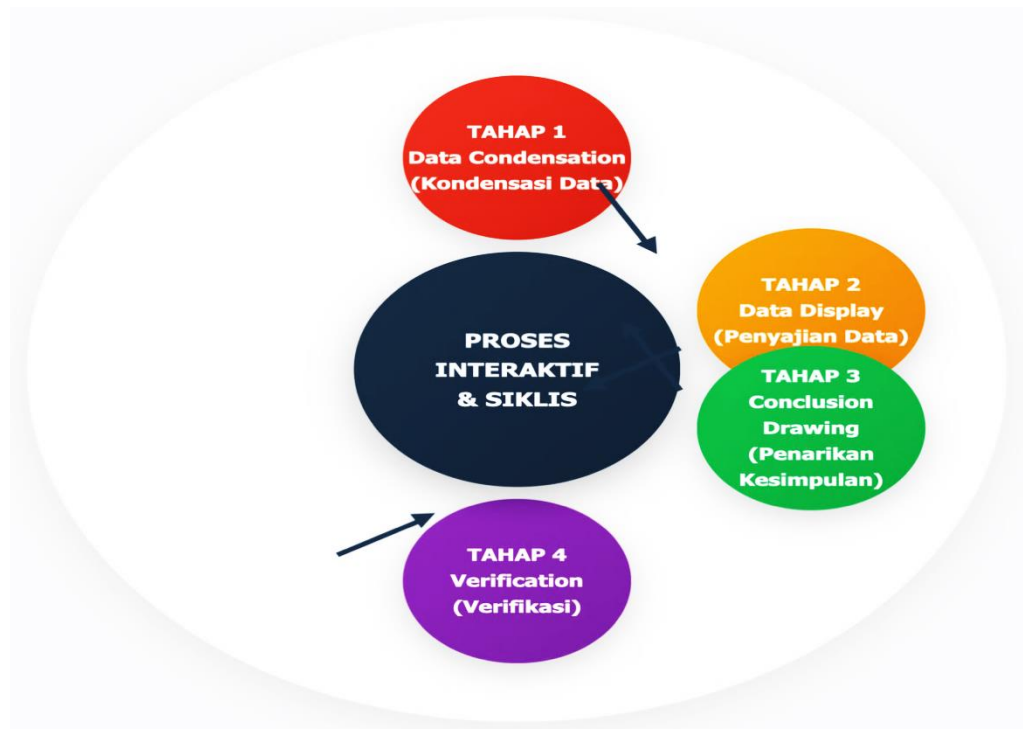 TAHAP 1
Data Condensation
(Kondensasi Data)
TAHAP 2
Data Display
(Penyajian Data)
PROSES
INTERAKTIF
& SIKLIS
TAHAP 3
Conclusion
Drawing
(Penarikan
Kesimpulan)
TAHAP 4
Verification
(Verifikasi)